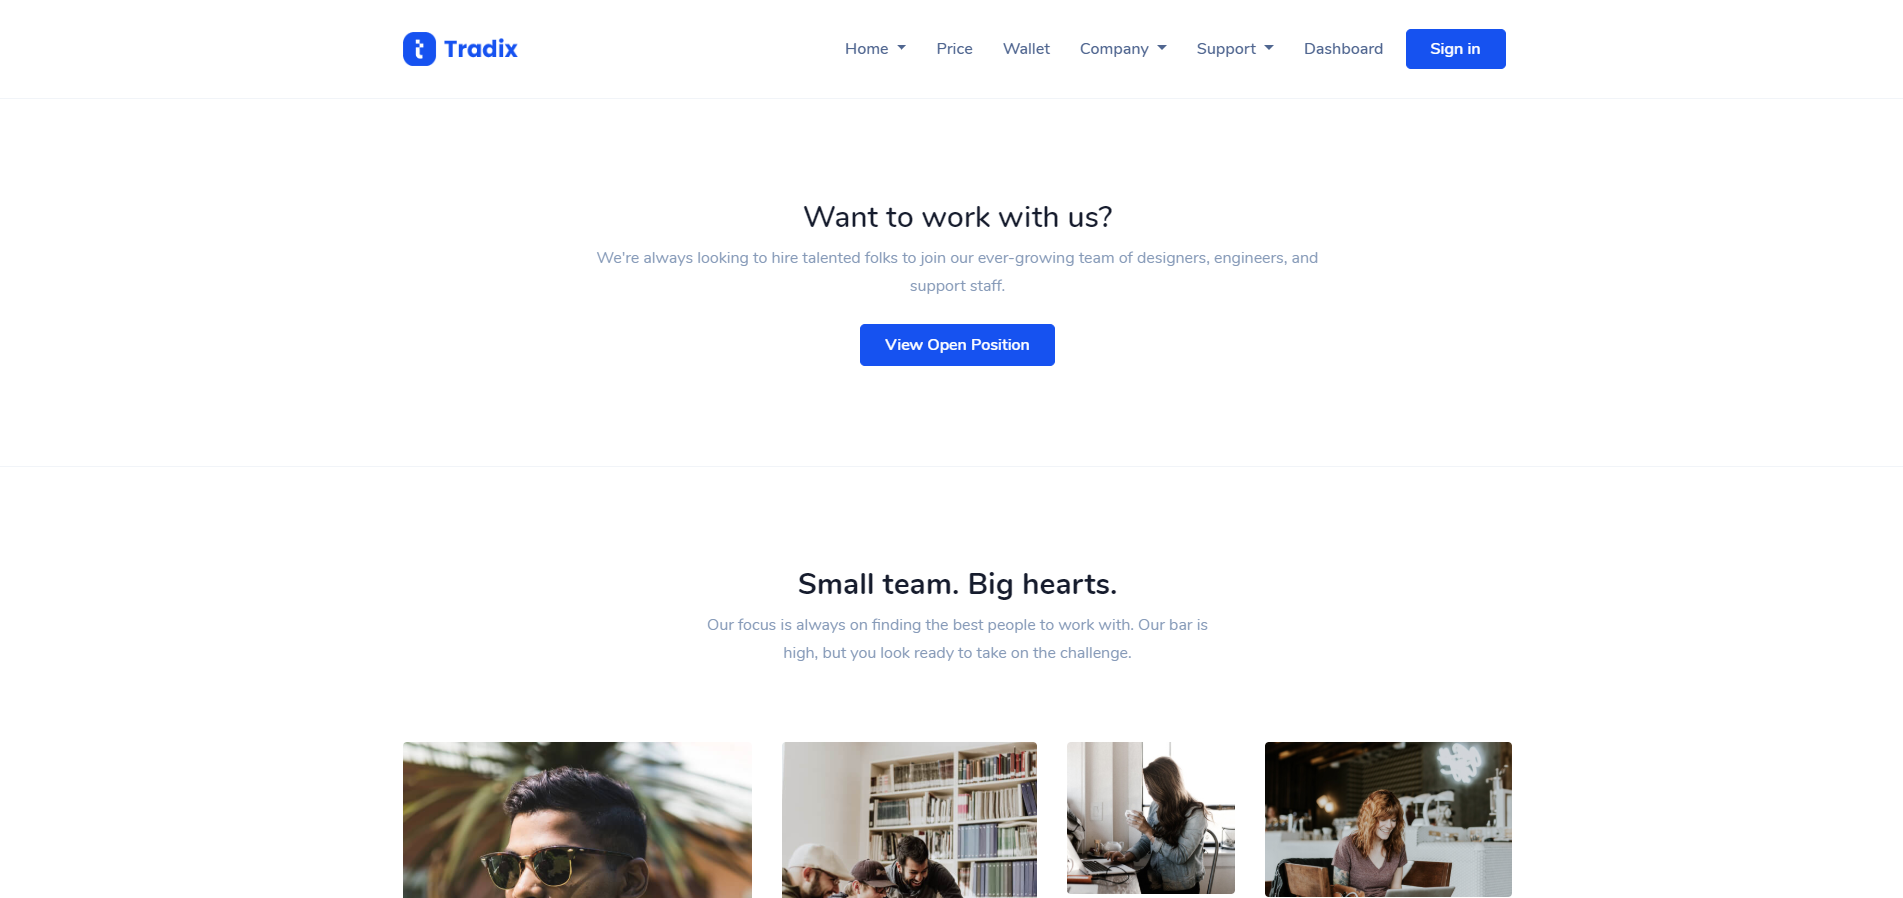 Tradix
Home Price Wallet Company Support Dashboard Sign in
Want to work with us?
We're always looking to hire talented folks to join our ever-growing team of designers, engineers, and
support staff.
View Open Position
Small team. Big hearts.
Our focus is always on finding the best people to work with. Our bar is
high, but you look ready to take on the challenge.